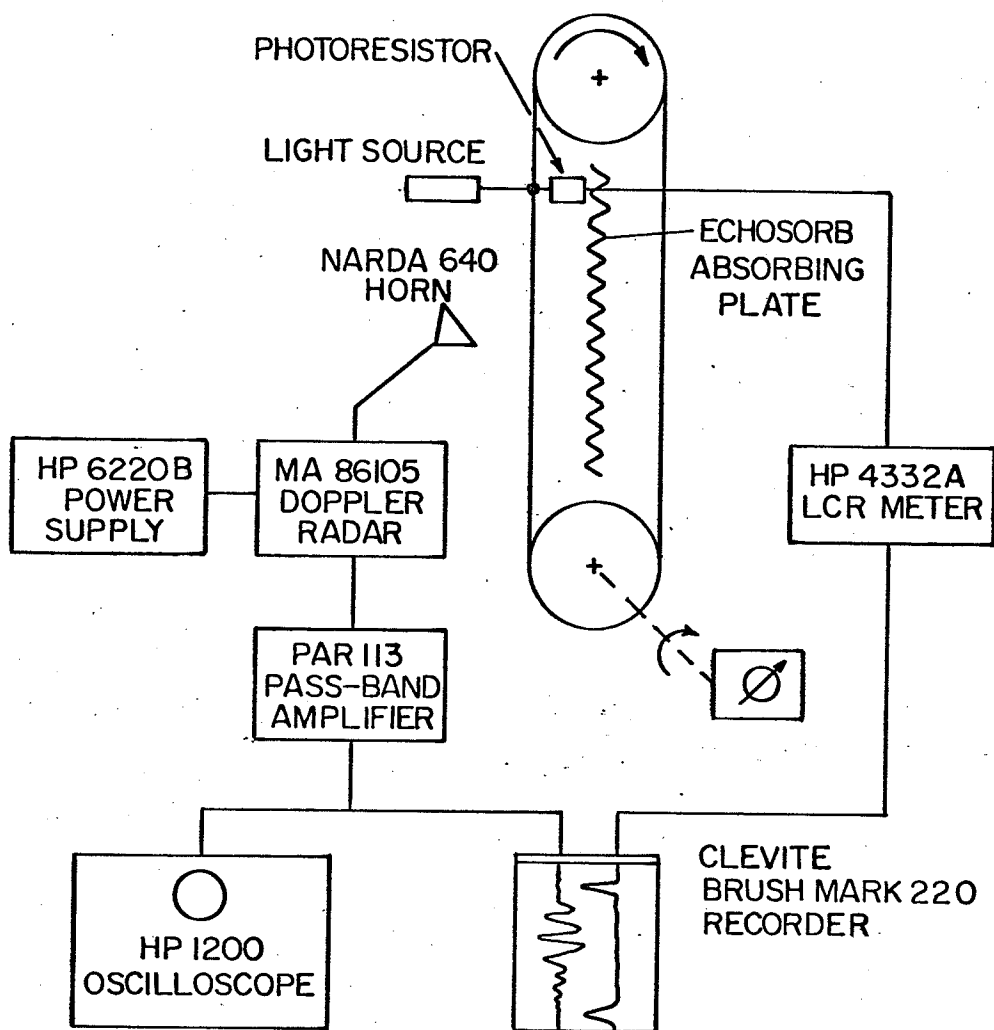 PHOTORESISTOR
LIGHT SOURCE
NARDA 640
HORN
ECHOSORB
ABSORBING
PLATE
HP 6220B
POWER
SUPPLY
MA 86105
DOPPLER
RADAR
HP 4332A
LCR METER
PAR 113
PASS-BAND
AMPLIFIER
HP 1200
OSCILLOSCOPE
CLEVITE
BRUSH MARK 220
RECORDER